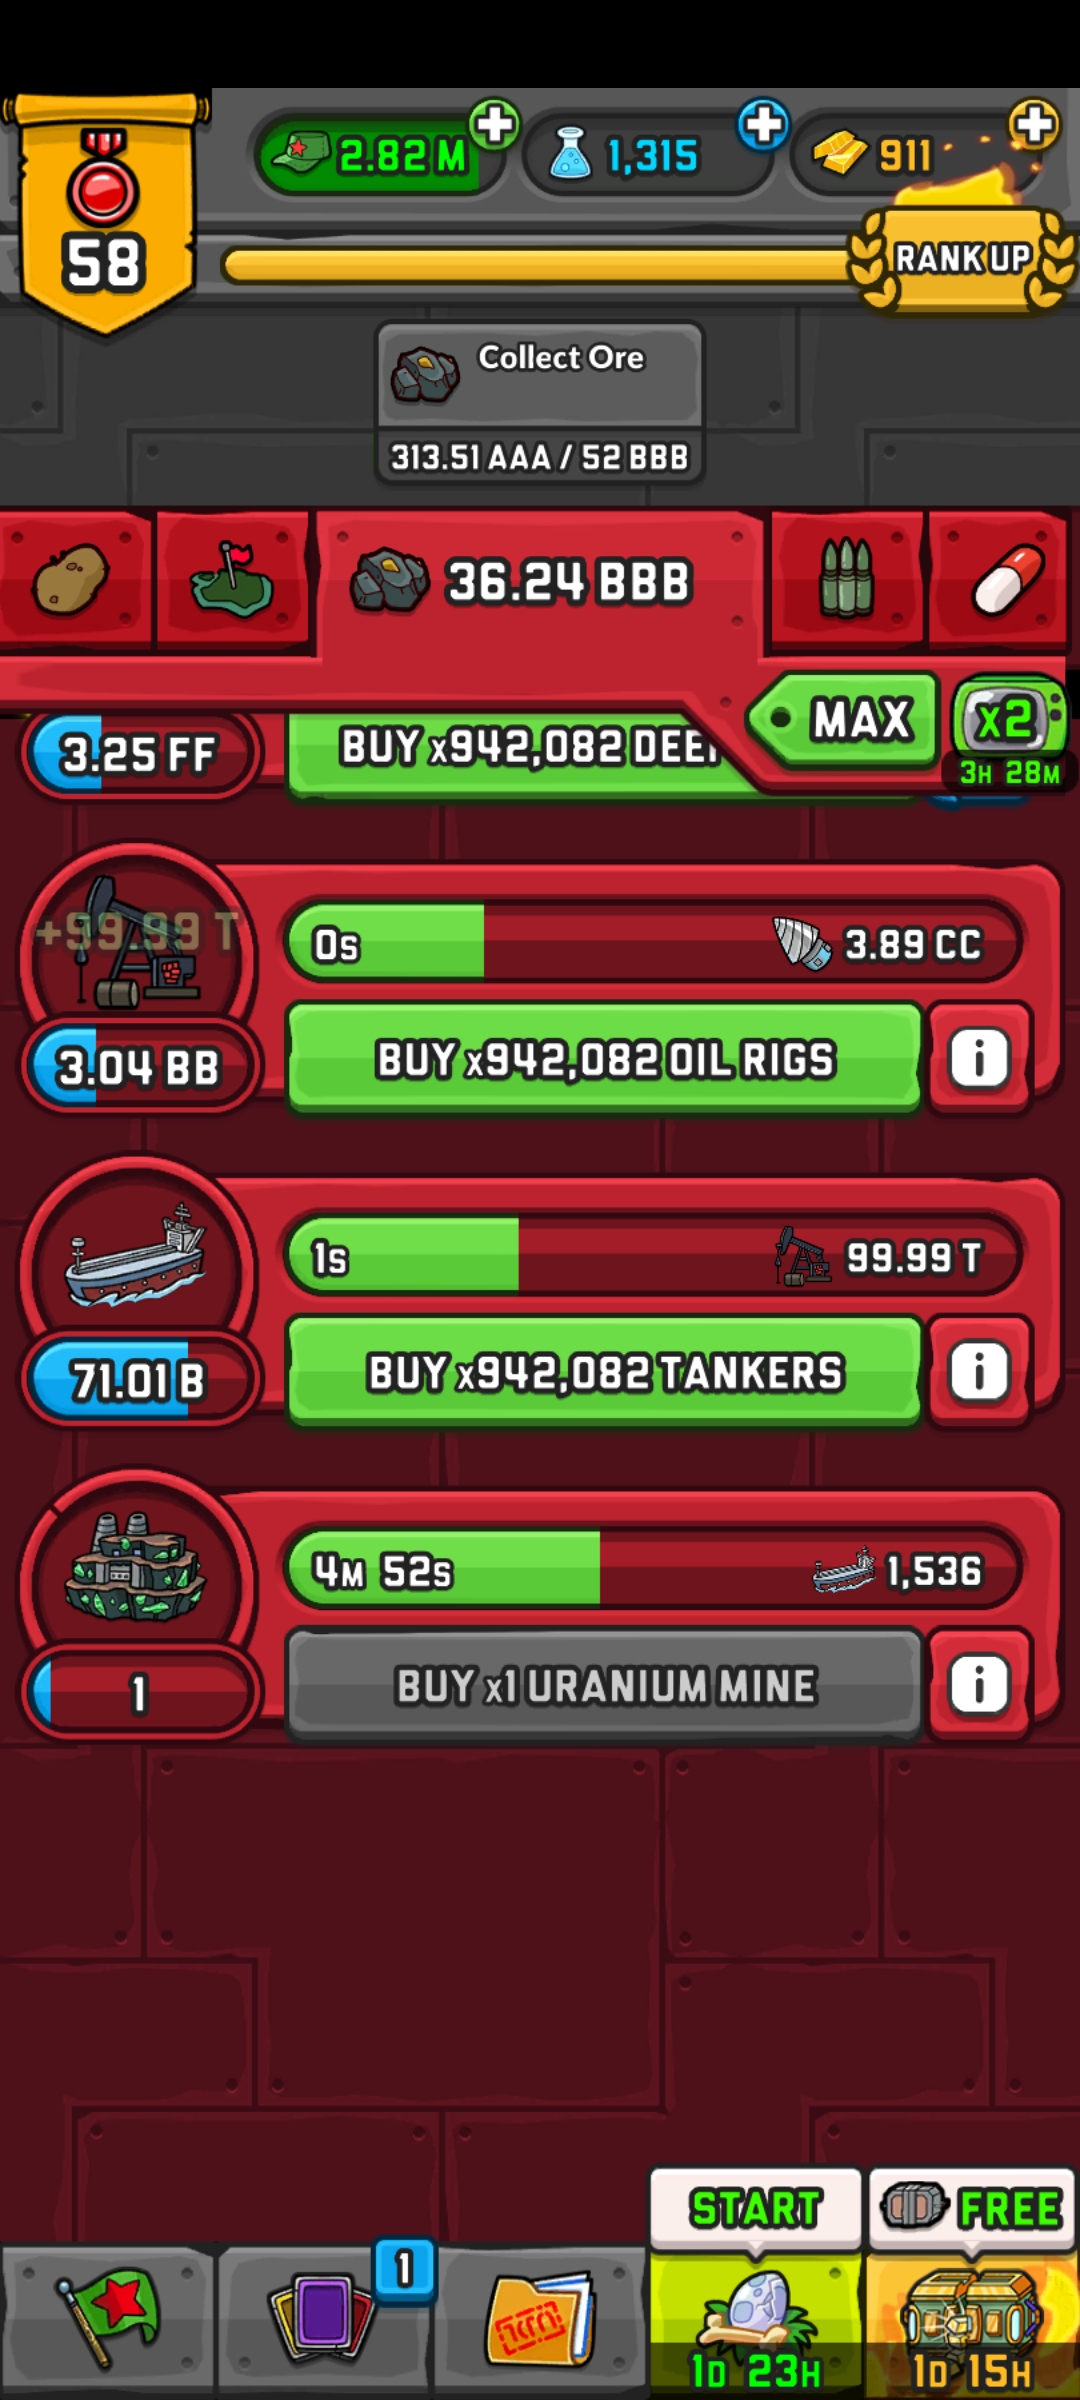 2.82 M
1,315
911
58
RANK UP
Collect Ore
313.51 AAA / 52 BBB
36.24 BBB
MAX
x2
3H 28M
3.25 FF
BUY x942,082 DEE
+99.99 T
0s
3.89 CC
3.04 BB
BUY x942,082 OIL RIGS
i
1s
99.99 T
71.01 B
BUY x942,082 TANKERS
i
4M 52s
1,536
1
BUY x1 URANIUM MINE
i
START
FREE
1
1D 23H
1D 15H